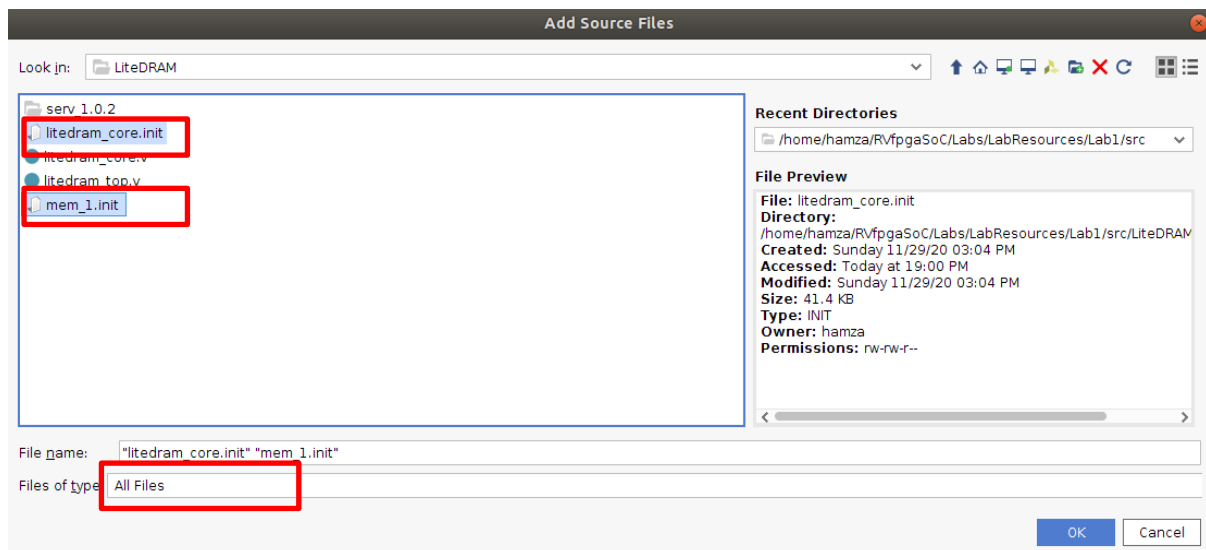 Add Source Files
Look in: LiteDRAM
serv_1.0.2
litedram_core.init
litedram_core.v
litedram_top.v
mem_1.init
Recent Directories
/home/hamza/RVfpgaSoC/Labs/LabResources/Lab1/src
File Preview
File: litedram_core.init
Directory:
/home/hamza/RVfpgaSoC/Labs/LabResources/Lab1/src/LiteDRAM
Created: Sunday 11/29/20 03:04 PM
Accessed: Today at 19:00 PM
Modified: Sunday 11/29/20 03:04 PM
Size: 41.4 KB
Type: INIT
Owner: hamza
Permissions: rw-rw-r--
File name: "litedram_core.init" "mem_1.init"
Files of type All Files
OK Cancel